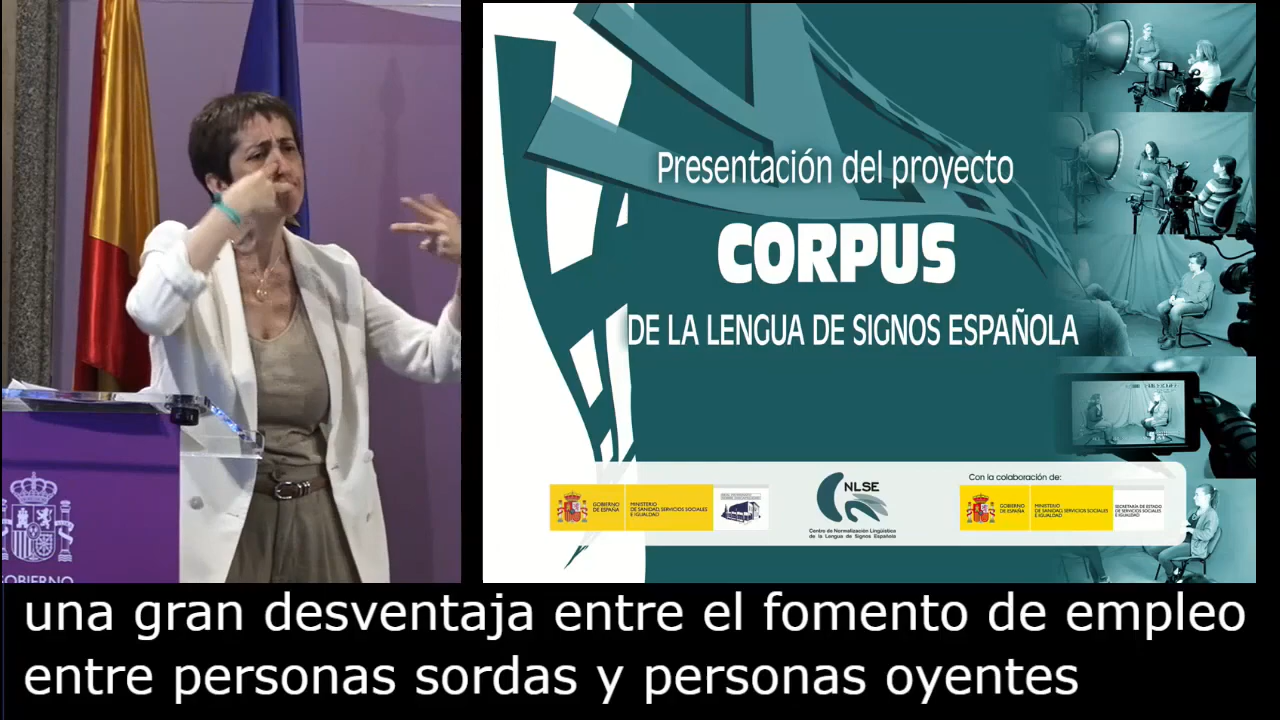 Presentación del proyecto
CORPUS
DE LA LENGUA DE SIGNOS ESPAÑOLA
Con la colaboración de:
GOBIERNO
DE ESPAÑA
MINISTERIO
DE SANIDAD, SERVICIOS SOCIALES
E IGUALDAD
CNLSE
Centro de Normalización Lingüística
de la Lengua de Signos Española
GOBIERNO
DE ESPAÑA
MINISTERIO
DE SANIDAD, SERVICIOS SOCIALES
E IGUALDAD
SECRETARÍA DE ESTADO
DE SERVICIOS SOCIALES
E IGUALDAD
GOBIERNO
una gran desventaja entre el fomento de empleo
entre personas sordas y personas oyentes